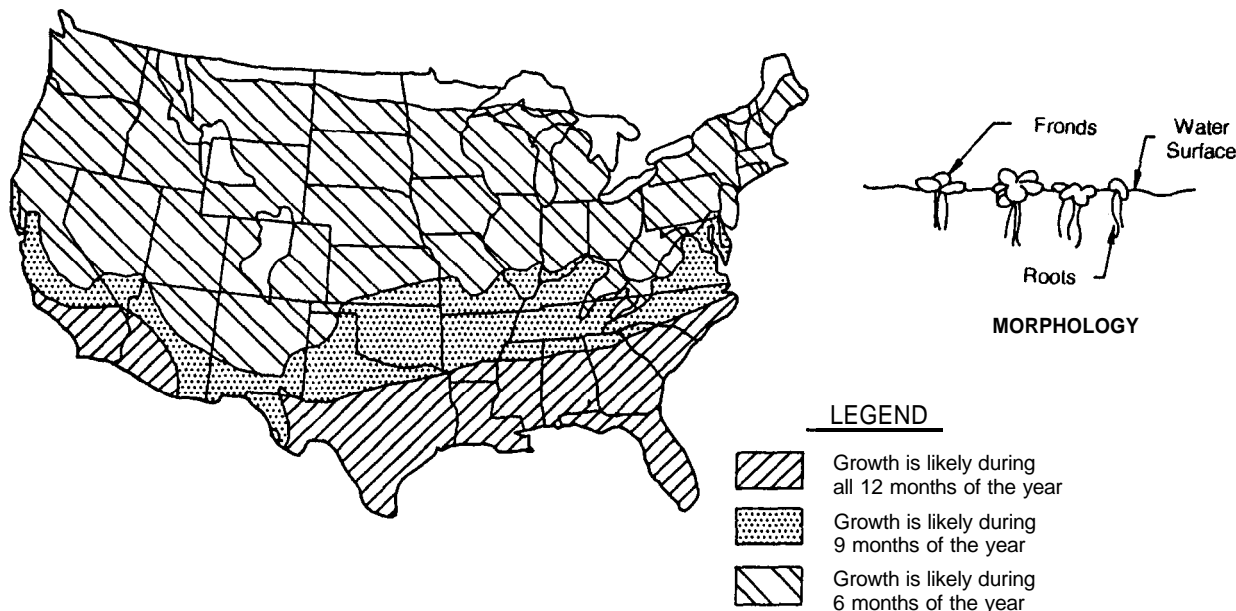 Fronds
Water
Surface
Roots
MORPHOLOGY
LEGEND
Growth is likely during
all 12 months of the year
Growth is likely during
9 months of the year
Growth is likely during
6 months of the year